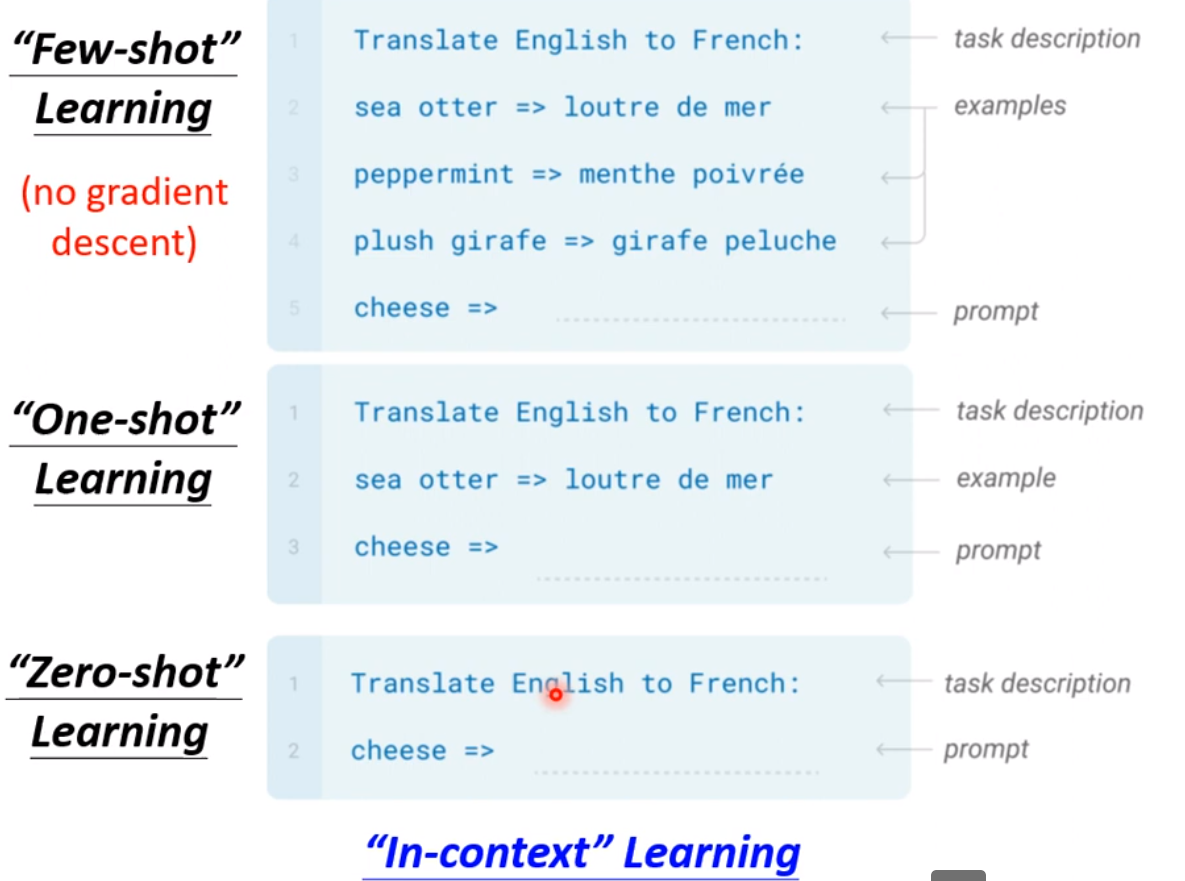 “Few-shot”
Learning
(no gradient
descent)
1 Translate English to French: task description
2 sea otter => loutre de mer examples
3 peppermint => menthe poivrée
4 plush girafe => girafe peluche
5 cheese => prompt
“One-shot”
Learning
1 Translate English to French: task description
2 sea otter => loutre de mer example
3 cheese => prompt
“Zero-shot”
Learning
1 Translate English to French: task description
2 cheese => prompt
“In-context” Learning